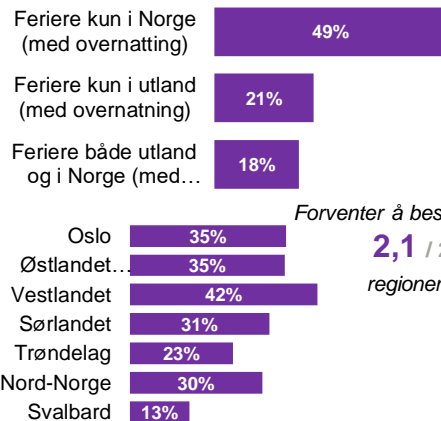 Feriere kun i Norge
(med overnatting)
49%
Feriere kun i utland
(med overnatning)
21%
Feriere både utland
og i Norge (med…
18%
Forventer å bes
2,1 / 2
regioner
Oslo
35%
Østlandet…
35%
Vestlandet
42%
Sørlandet
31%
Trøndelag
23%
Nord-Norge
30%
Svalbard
13%